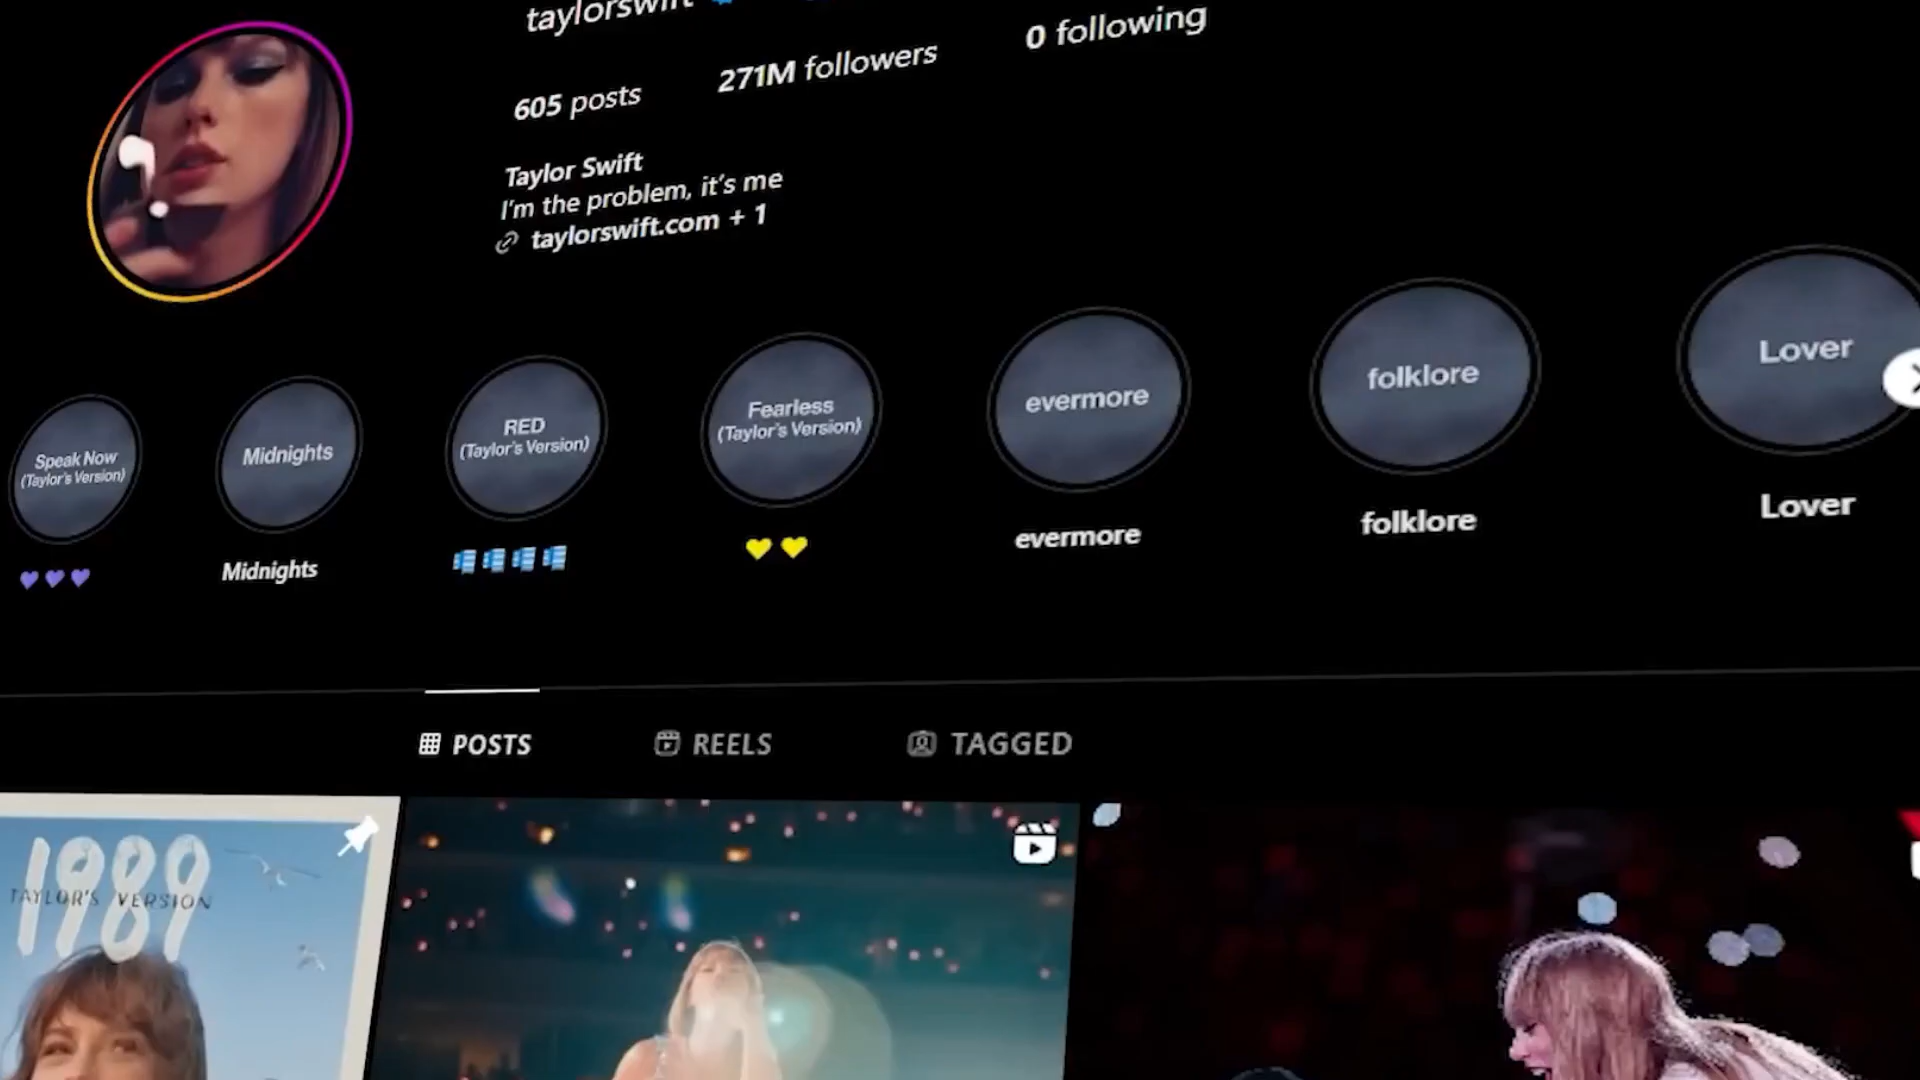 taylorswift
605 posts
271M followers
0 following
Taylor Swift
I'm the problem, it's me
taylorswift.com + 1
Speak Now
(Taylor's Version)
Midnights
RED
(Taylor's Version)
Fearless
(Taylor's Version)
evermore
folklore
Lover
Midnights
evermore
folklore
Lover
POSTS
REELS
TAGGED
1989
TAYLOR'S VERSION